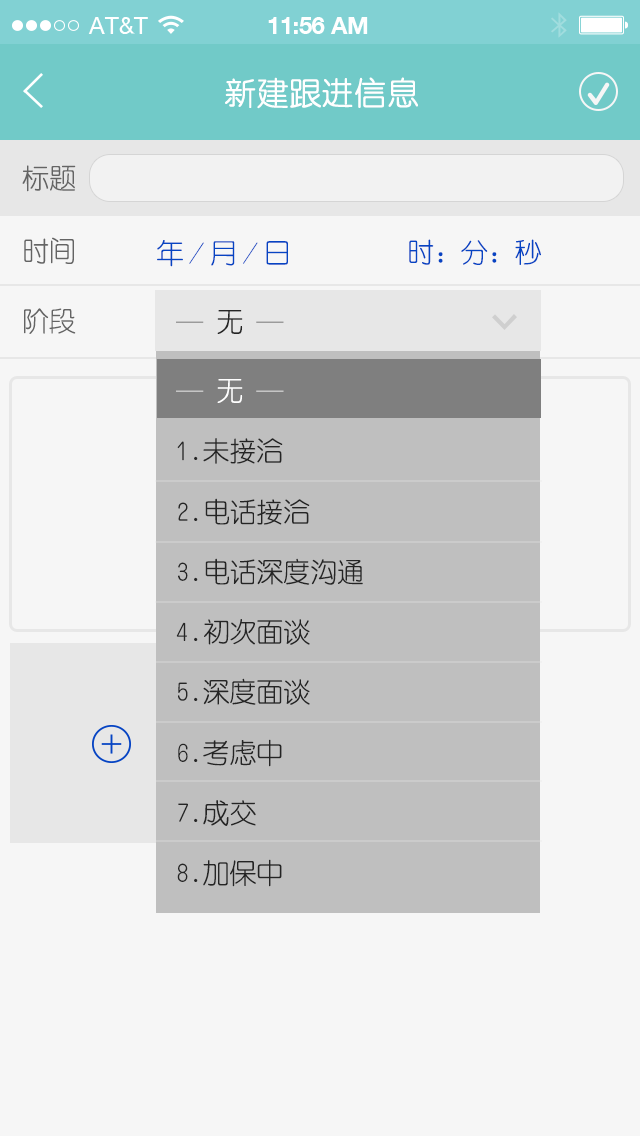 AT&T 11:56 AM
新建跟进信息
标题
时间 年/月/日 时：分：秒
阶段 — 无 —
— 无 —
1.未接洽
2.电话接洽
3.电话深度沟通
4.初次面谈
5.深度面谈
6.考虑中
7.成交
8.加保中